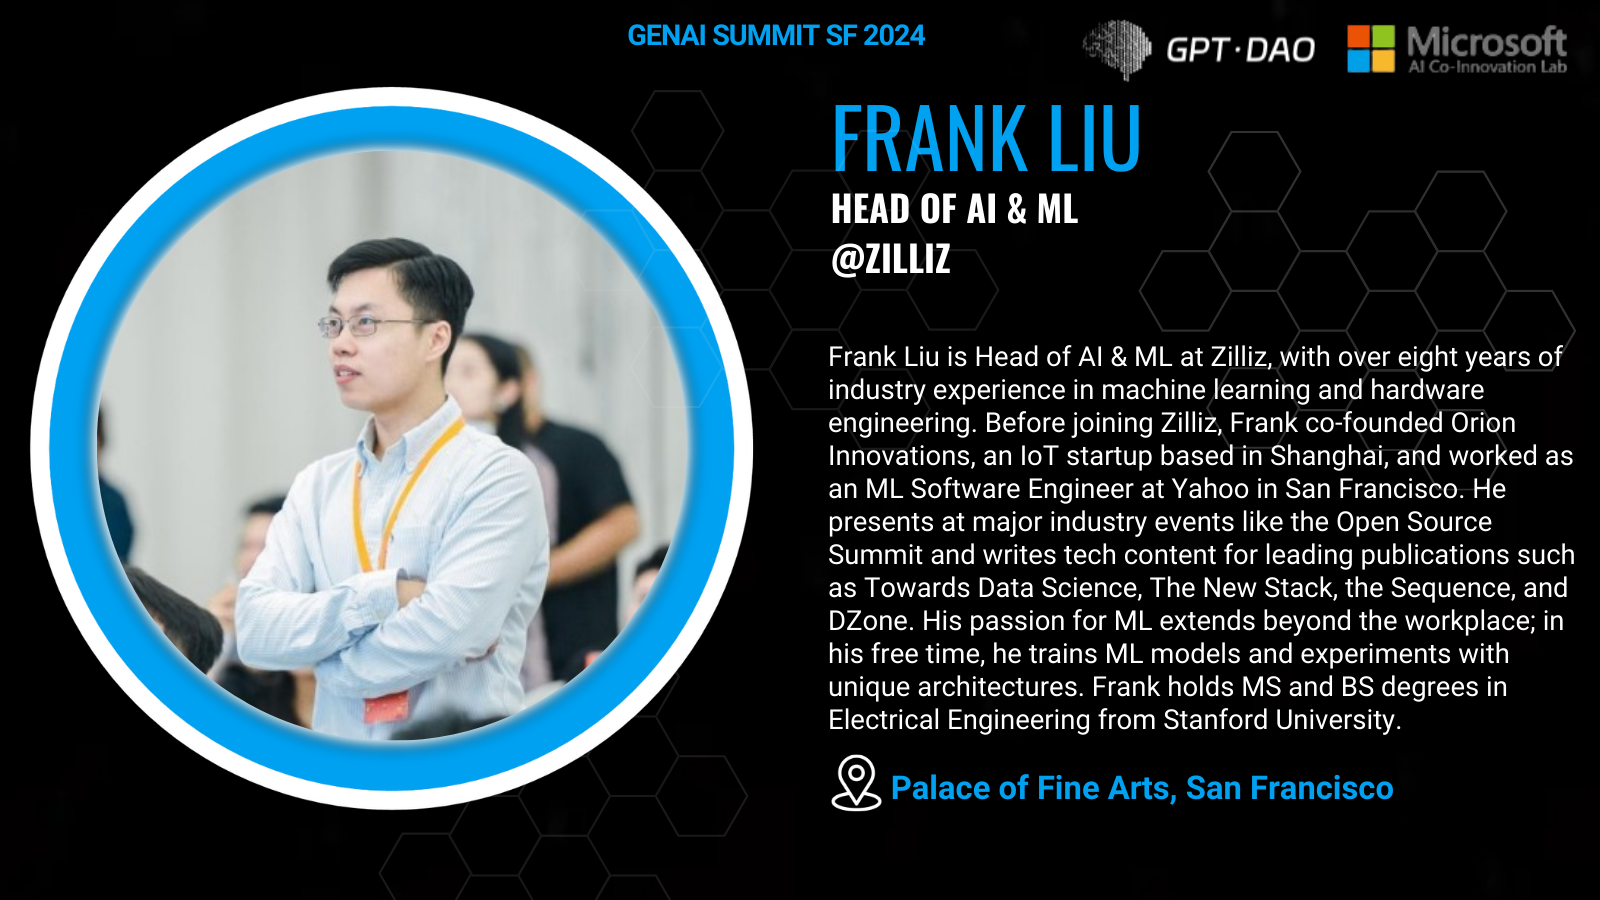 GENAI SUMMIT SF 2024
GPT·DAO
Microsoft
AI Co-Innovation Lab
FRANK LIU
HEAD OF AI & ML
@ZILLIZ
Frank Liu is Head of AI & ML at Zilliz, with over eight years of
industry experience in machine learning and hardware
engineering. Before joining Zilliz, Frank co-founded Orion
Innovations, an IoT startup based in Shanghai, and worked as
an ML Software Engineer at Yahoo in San Francisco. He
presents at major industry events like the Open Source
Summit and writes tech content for leading publications such
as Towards Data Science, The New Stack, the Sequence, and
DZone. His passion for ML extends beyond the workplace; in
his free time, he trains ML models and experiments with
unique architectures. Frank holds MS and BS degrees in
Electrical Engineering from Stanford University.
Palace of Fine Arts, San Francisco